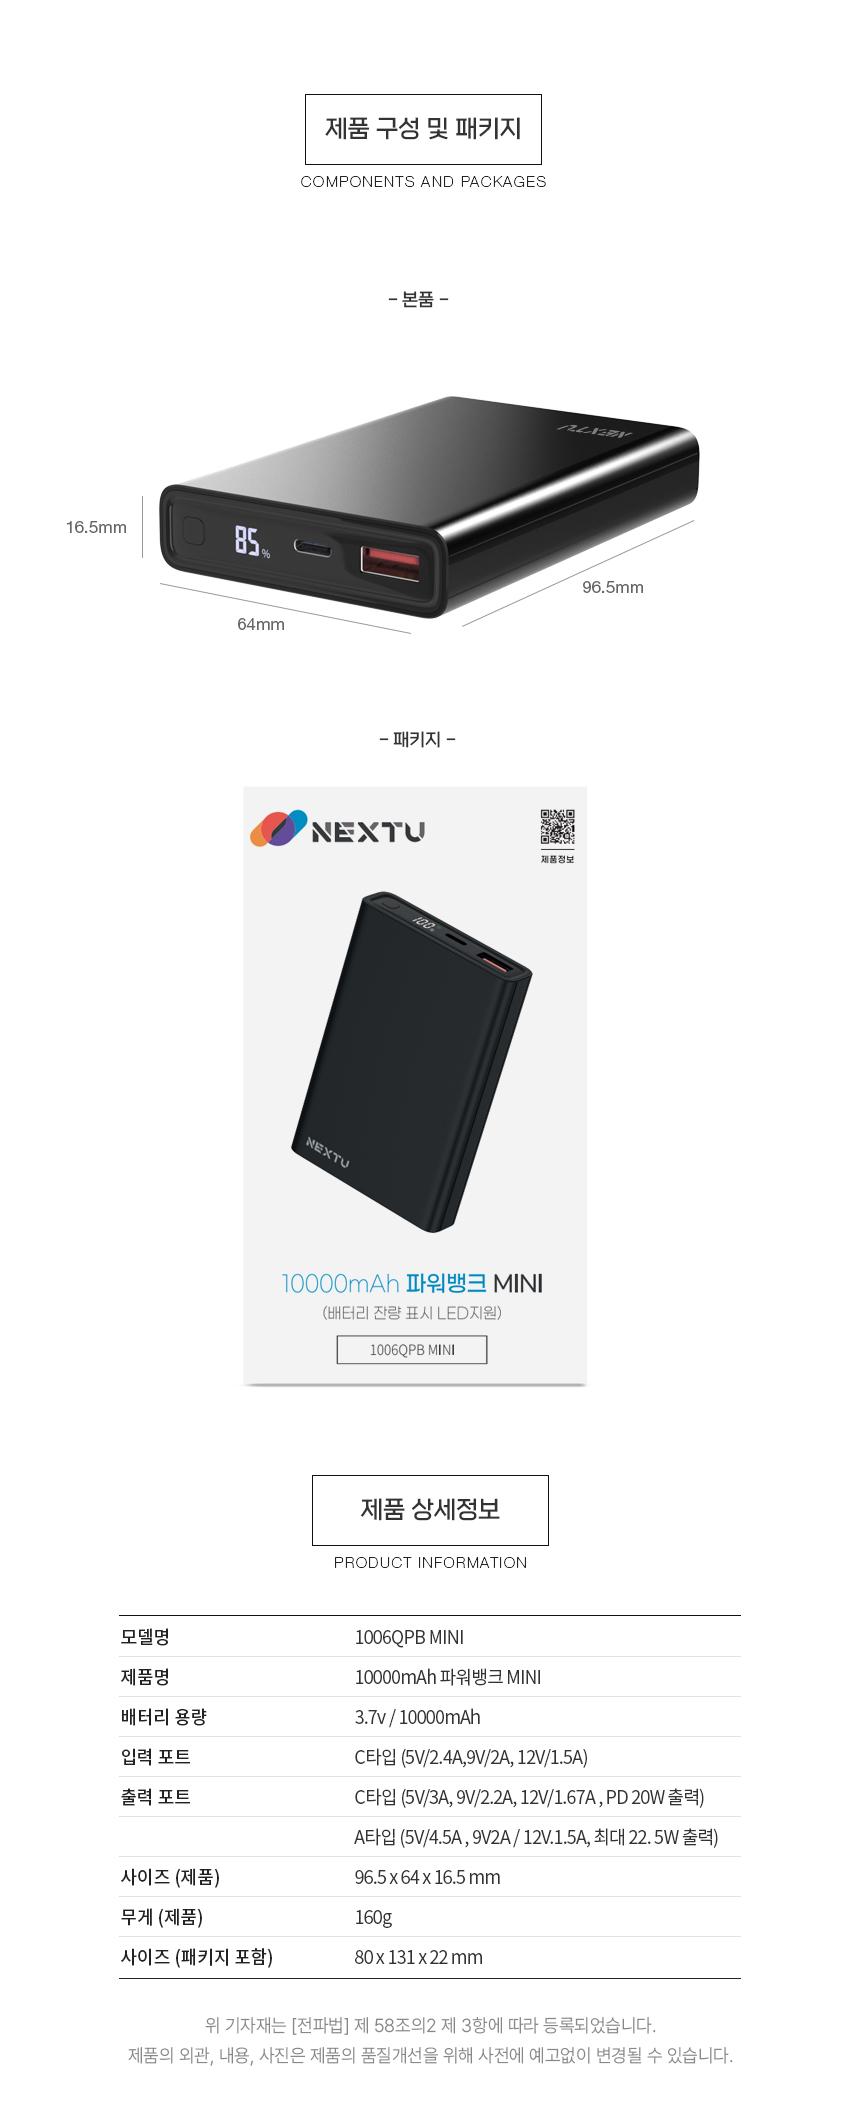 제품 구성 및 패키지
COMPONENTS AND PACKAGES
– 본품 –
NEXTU
85%
16.5mm
96.5mm
64mm
– 패키지 –
NEXTU
제품정보
100%
NEXTU
10000mAh 파워뱅크 MINI
(배터리 잔량 표시 LED지원)
1006QPB MINI
제품 상세정보
PRODUCT INFORMATION
모델명 1006QPB MINI
제품명 10000mAh 파워뱅크 MINI
배터리 용량 3.7v / 10000mAh
입력 포트 C타입 (5V/2.4A,9V/2A, 12V/1.5A)
출력 포트 C타입 (5V/3A, 9V/2.2A, 12V/1.67A , PD 20W 출력)
A타입 (5V/4.5A , 9V2A / 12V.1.5A, 최대 22. 5W 출력)
사이즈 (제품) 96.5 x 64 x 16.5 mm
무게 (제품) 160g
사이즈 (패키지 포함) 80 x 131 x 22 mm
위 기자재는 [전파법] 제 58조의2 제 3항에 따라 등록되었습니다.
제품의 외관, 내용, 사진은 제품의 품질개선을 위해 사전에 예고없이 변경될 수 있습니다.